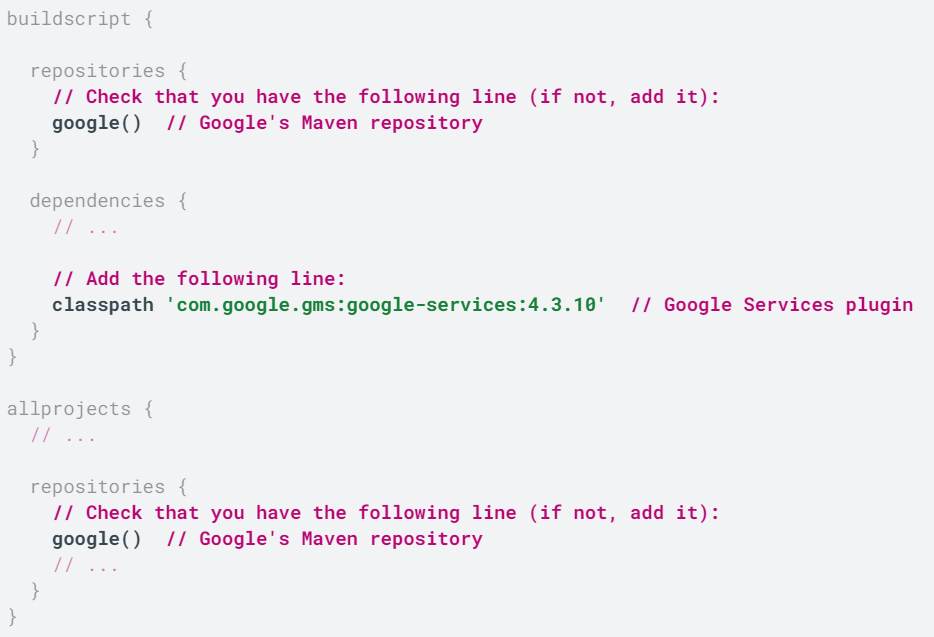 buildscript {
repositories {
// Check that you have the following line (if not, add it):
google()  // Google's Maven repository
}
dependencies {
// ...
// Add the following line:
classpath 'com.google.gms:google-services:4.3.10'  // Google Services plugin
}
}
allprojects {
// ...
repositories {
// Check that you have the following line (if not, add it):
google()  // Google's Maven repository
// ...
}
}